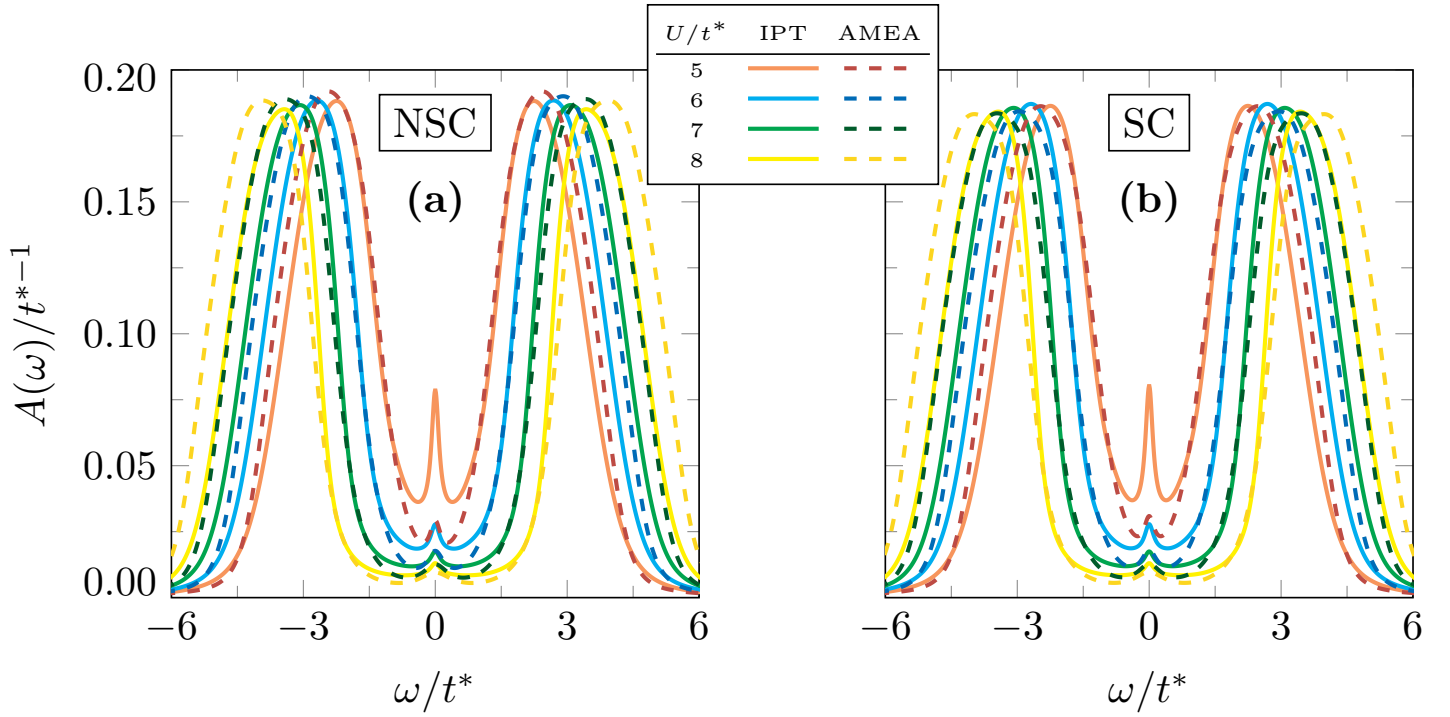 U/t* IPT AMEA
5
6
7
8
NSC
(a)
SC
(b)
0.20
0.15
0.10
0.05
0.00
A(ω)/t*−1
−6 −3 0 3 6
ω/t*
−6 −3 0 3 6
ω/t*